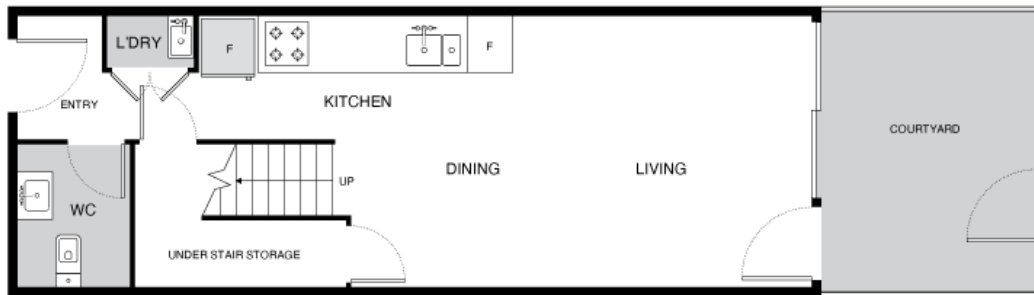 L'DRY
F
F
ENTRY
KITCHEN
COURTYARD
DINING
LIVING
UP
WC
UNDER STAIR STORAGE